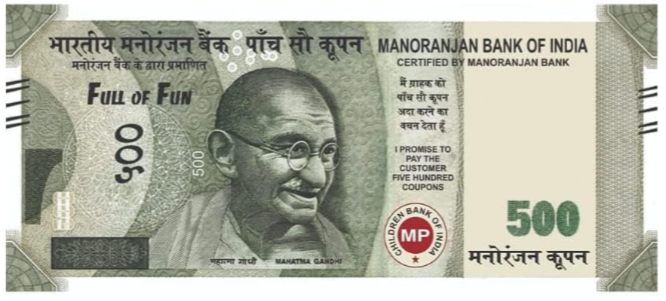 भारतीय मनोरंजन बैंक पाँच सौ कूपन
मनोरंजन बैंक के द्वारा प्रमाणित
FULL OF FUN
५००
500
महात्मा गांधी
MAHATMA GANDHI
MANORANJAN BANK OF INDIA
CERTIFIED BY MANORANJAN BANK
मैं ग्राहक को
पाँच सौ कूपन
अदा करने का
वचन देता हूँ
I PROMISE TO
PAY THE
CUSTOMER
FIVE HUNDRED
COUPONS
CHILDREN BANK OF INDIA
MP
500
मनोरंजन कूपन